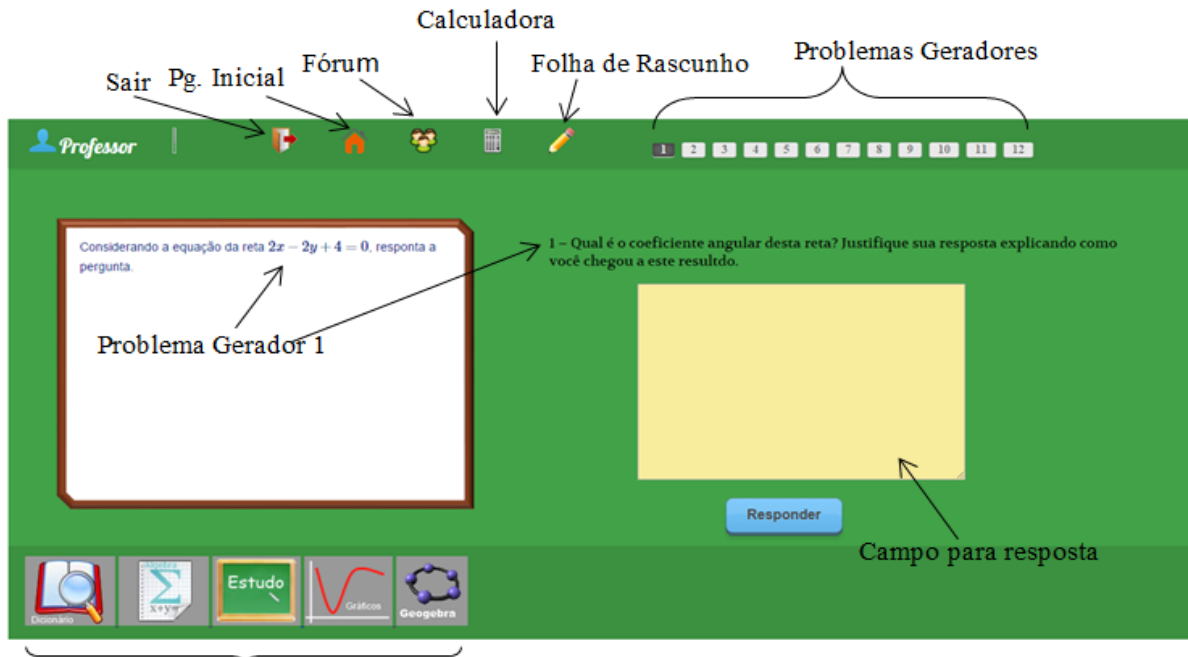 Calculadora
Problemas Geradores
Fórum
Folha de Rascunho
Pg. Inicial
Sair
Professor
1 2 3 4 5 6 7 8 9 10 11 12
Considerando a equação da reta 2x − 2y + 4 = 0, responta a
pergunta.
1 – Qual é o coeficiente angular desta reta? Justifique sua resposta explicando como
você chegou a este resultdo.
Problema Gerador 1
Responder
Campo para resposta
Dicionário
Álgebra
Σ
x+y=
Estudo
Gráficos
Geogebra